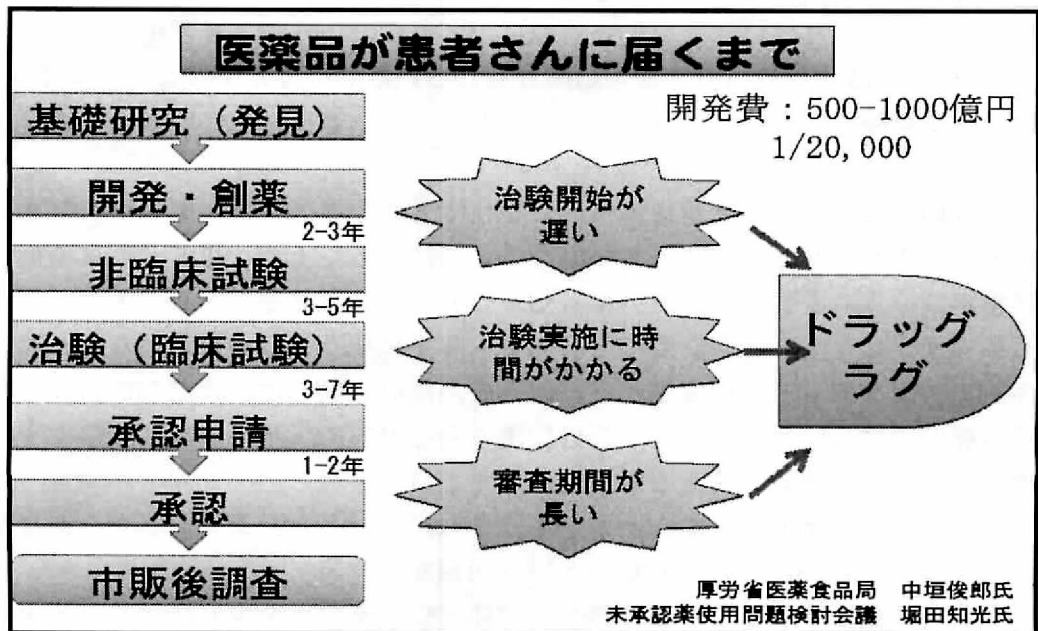 医薬品が患者さんに届くまで
開発費：500-1000億円
1/20,000
基礎研究（発見）
開発・創薬
2-3年
非臨床試験
3-5年
治験（臨床試験）
3-7年
承認申請
1-2年
承認
市販後調査
治験開始が
遅い
治験実施に時
間がかかる
審査期間が
長い
ドラッグ
ラグ
厚労省医薬食品局　中垣俊郎氏
未承認薬使用問題検討会議　堀田知光氏